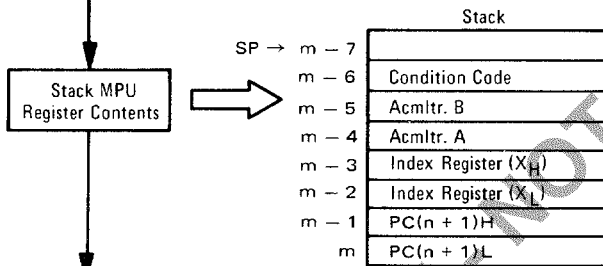 Stack
SP → m – 7
m – 6 Condition Code
Stack MPU
Register Contents
m – 5 Acmltr. B
m – 4 Acmltr. A
m – 3 Index Register (XH)
m – 2 Index Register (XL)
m – 1 PC(n + 1)H
m PC(n + 1)L
NOT